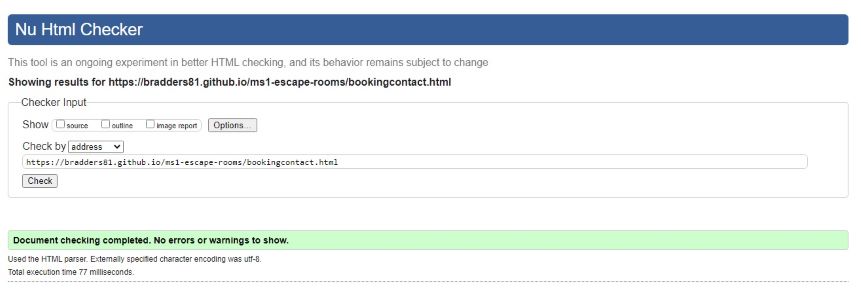 Nu Html Checker
This tool is an ongoing experiment in better HTML checking, and its behavior remains subject to change
Showing results for https://bradders81.github.io/ms1-escape-rooms/bookingcontact.html
Checker Input
Show source outline image report Options...
Check by address
https://bradders81.github.io/ms1-escape-rooms/bookingcontact.html
Check
Document checking completed. No errors or warnings to show.
Used the HTML parser. Externally specified character encoding was utf-8.
Total execution time 77 milliseconds.